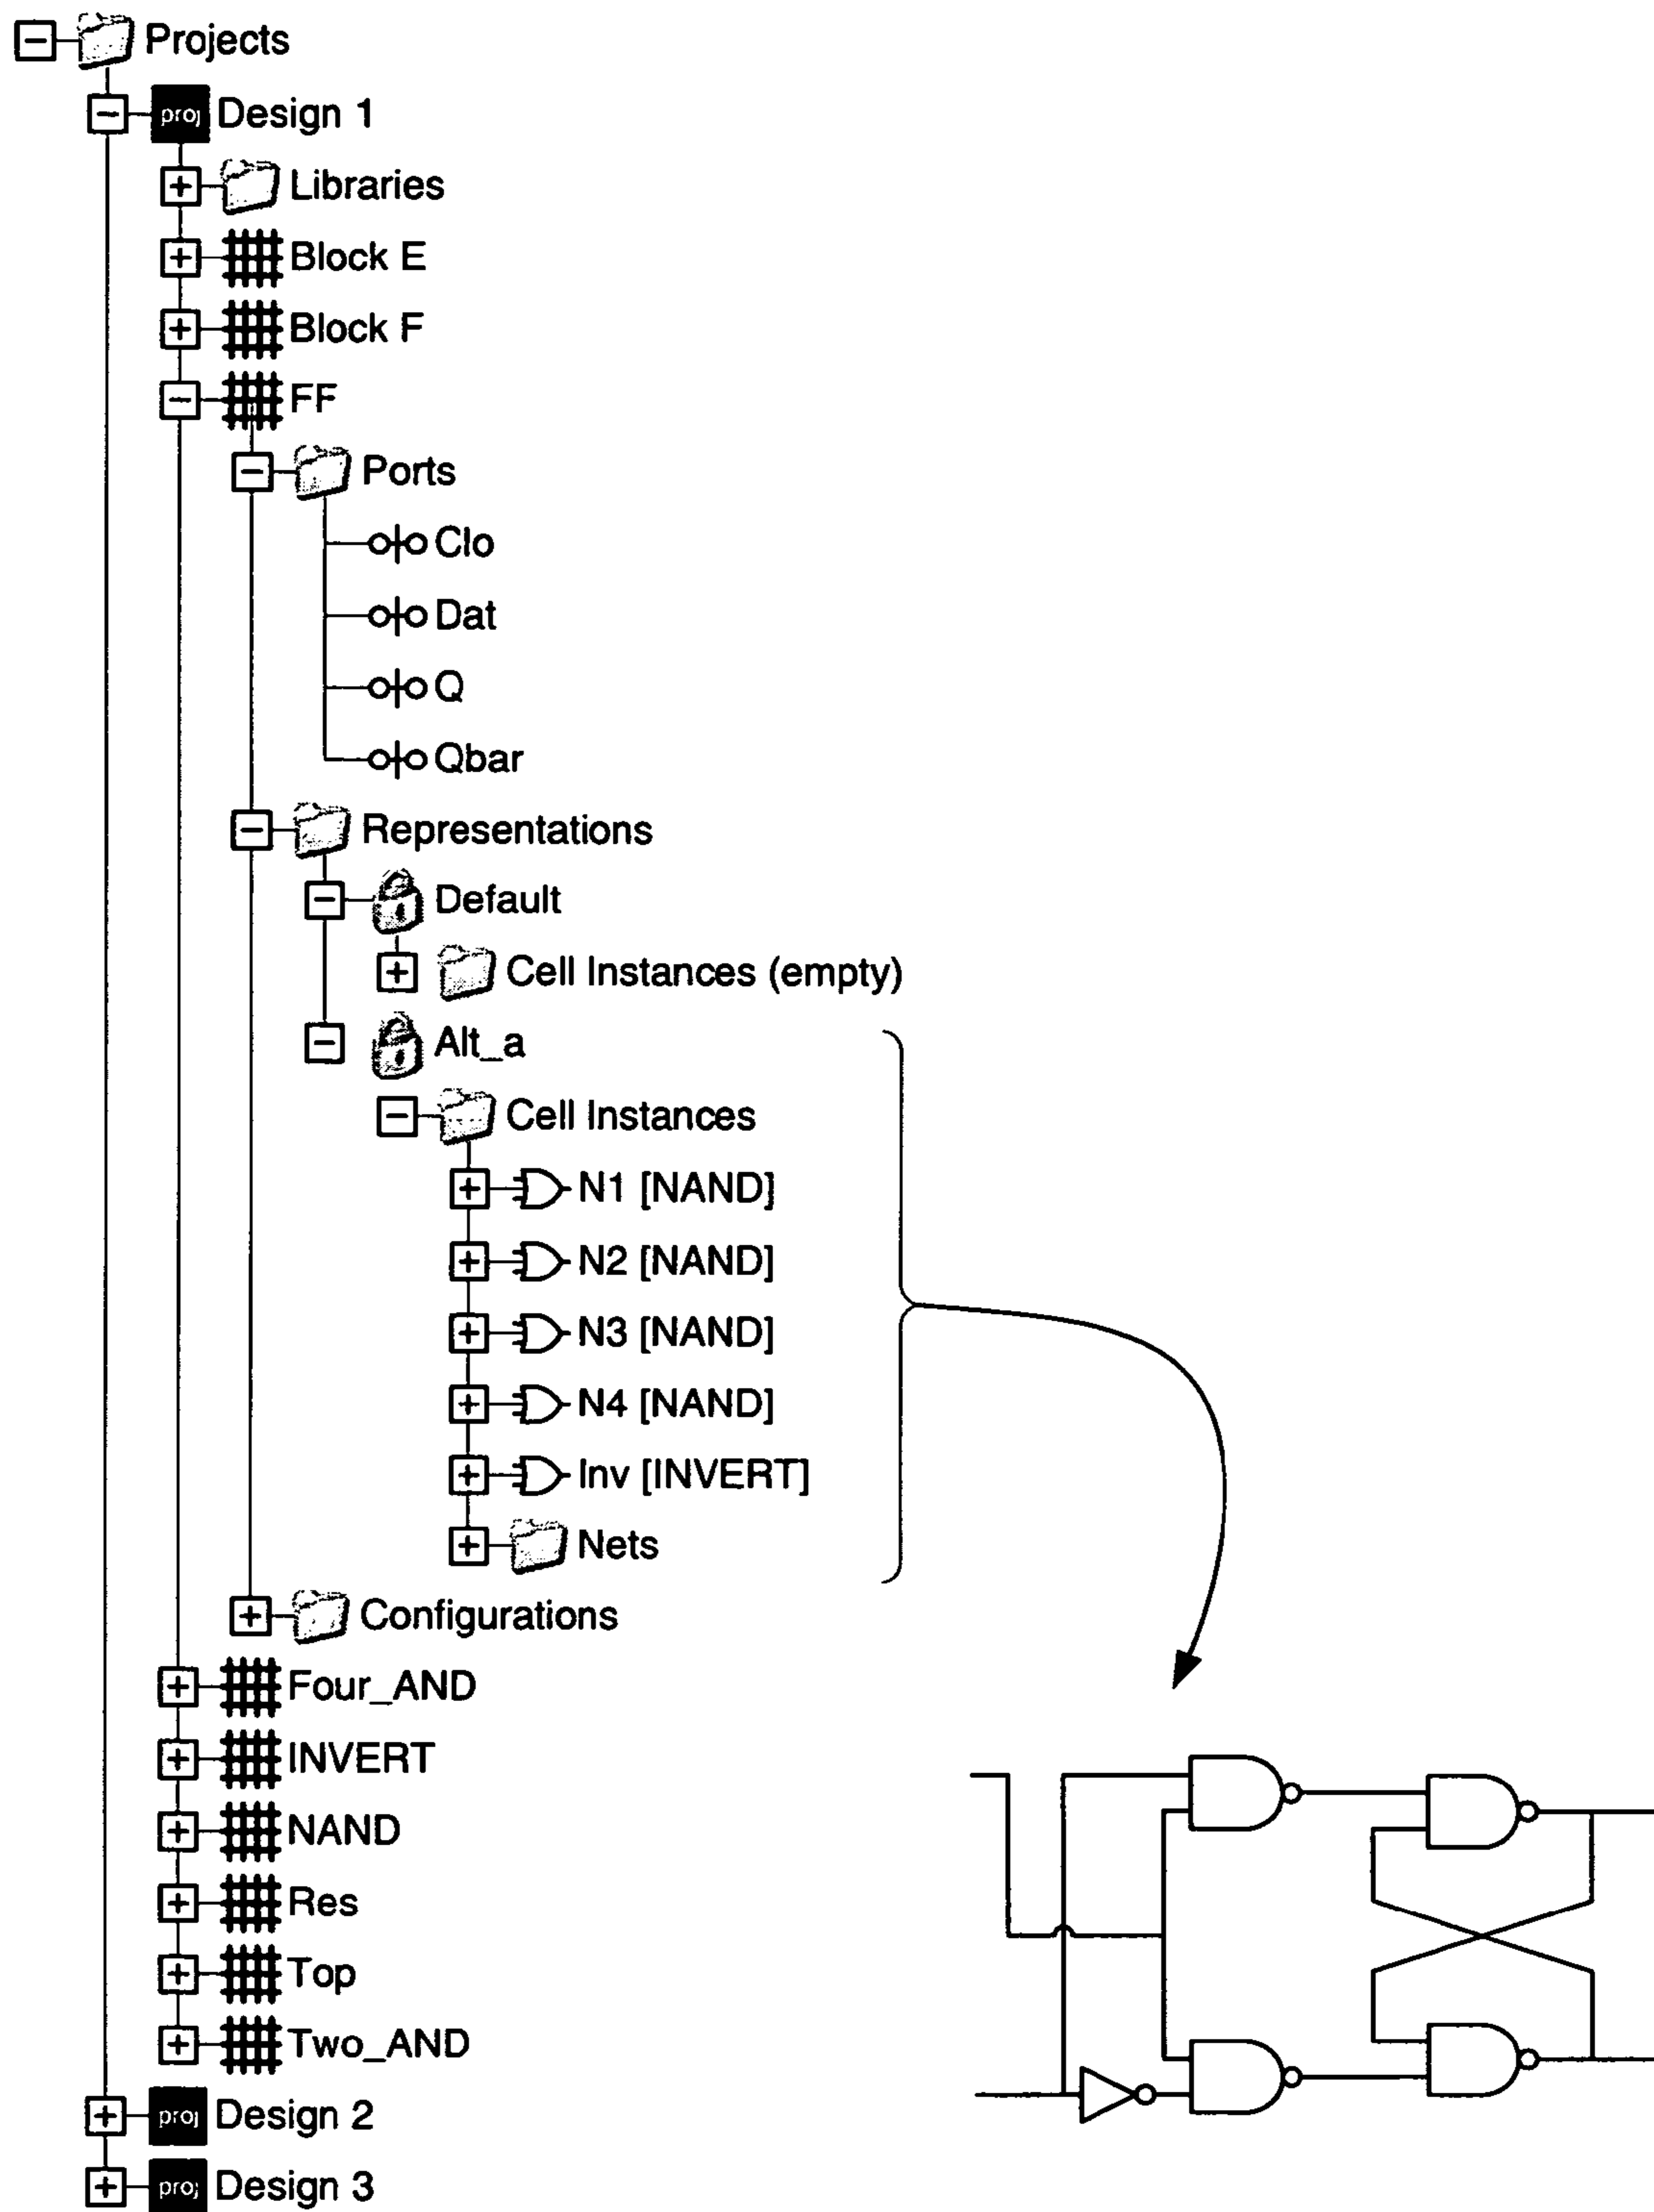 Projects
proj Design 1
Libraries
Block E
Block F
FF
Ports
Clo
Dat
Q
Qbar
Representations
Default
Cell Instances (empty)
Alt_a
Cell Instances
N1 [NAND]
N2 [NAND]
N3 [NAND]
N4 [NAND]
Inv [INVERT]
Nets
Configurations
Four_AND
INVERT
NAND
Res
Top
Two_AND
proj Design 2
proj Design 3